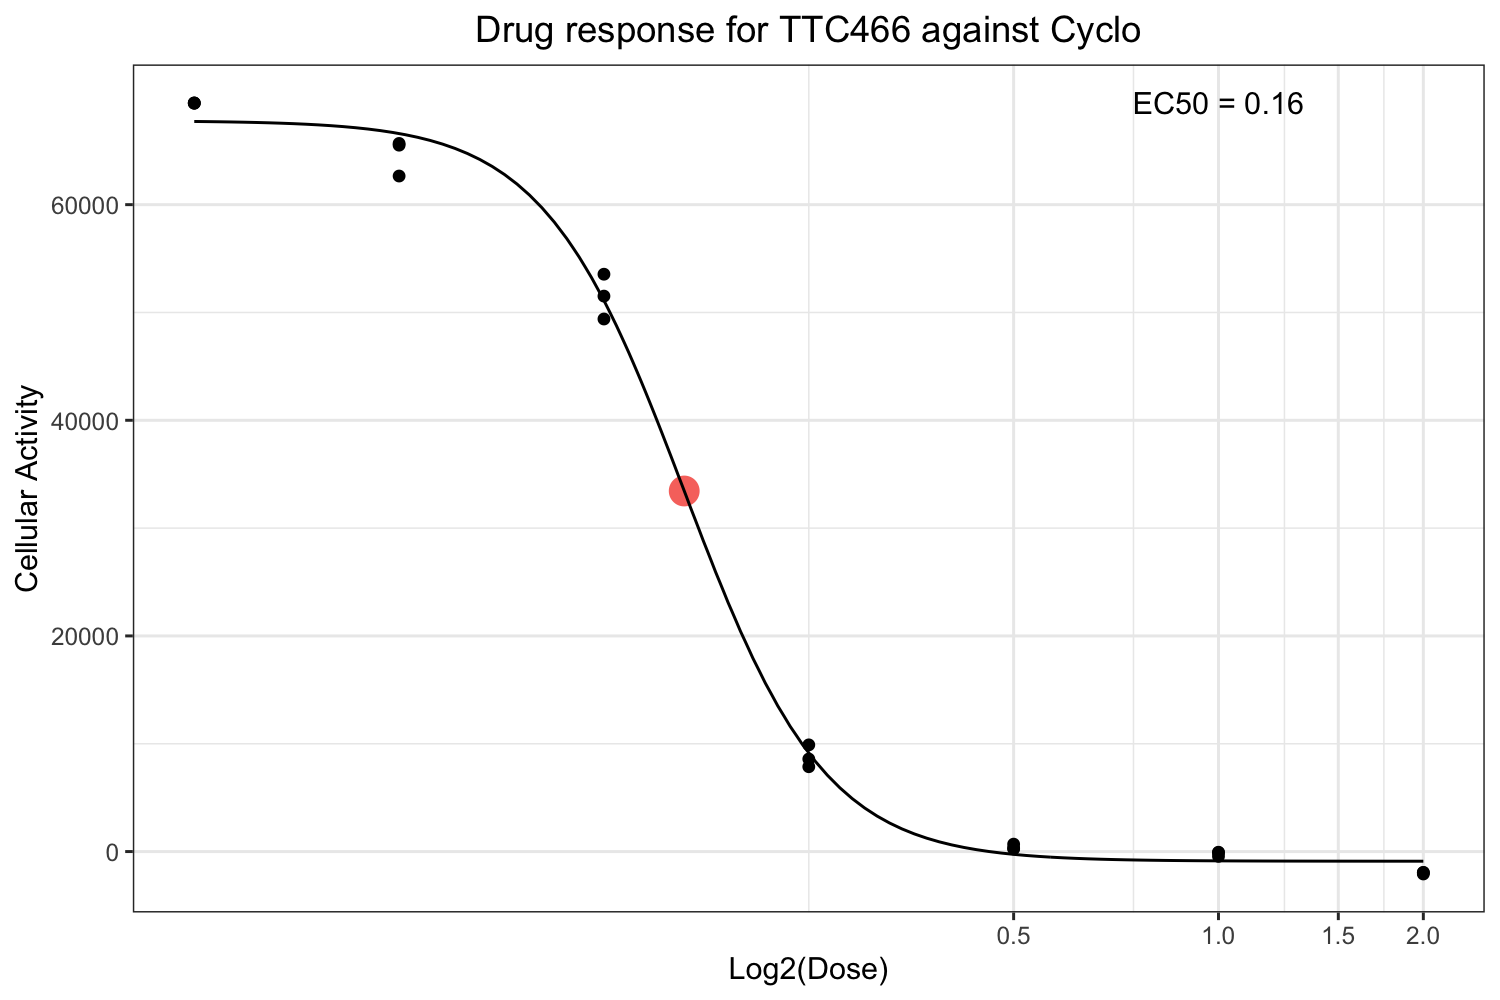 Drug response for TTC466 against Cyclo
EC50 = 0.16
Cellular Activity
60000
40000
20000
0
0.5 1.0 1.5 2.0
Log2(Dose)